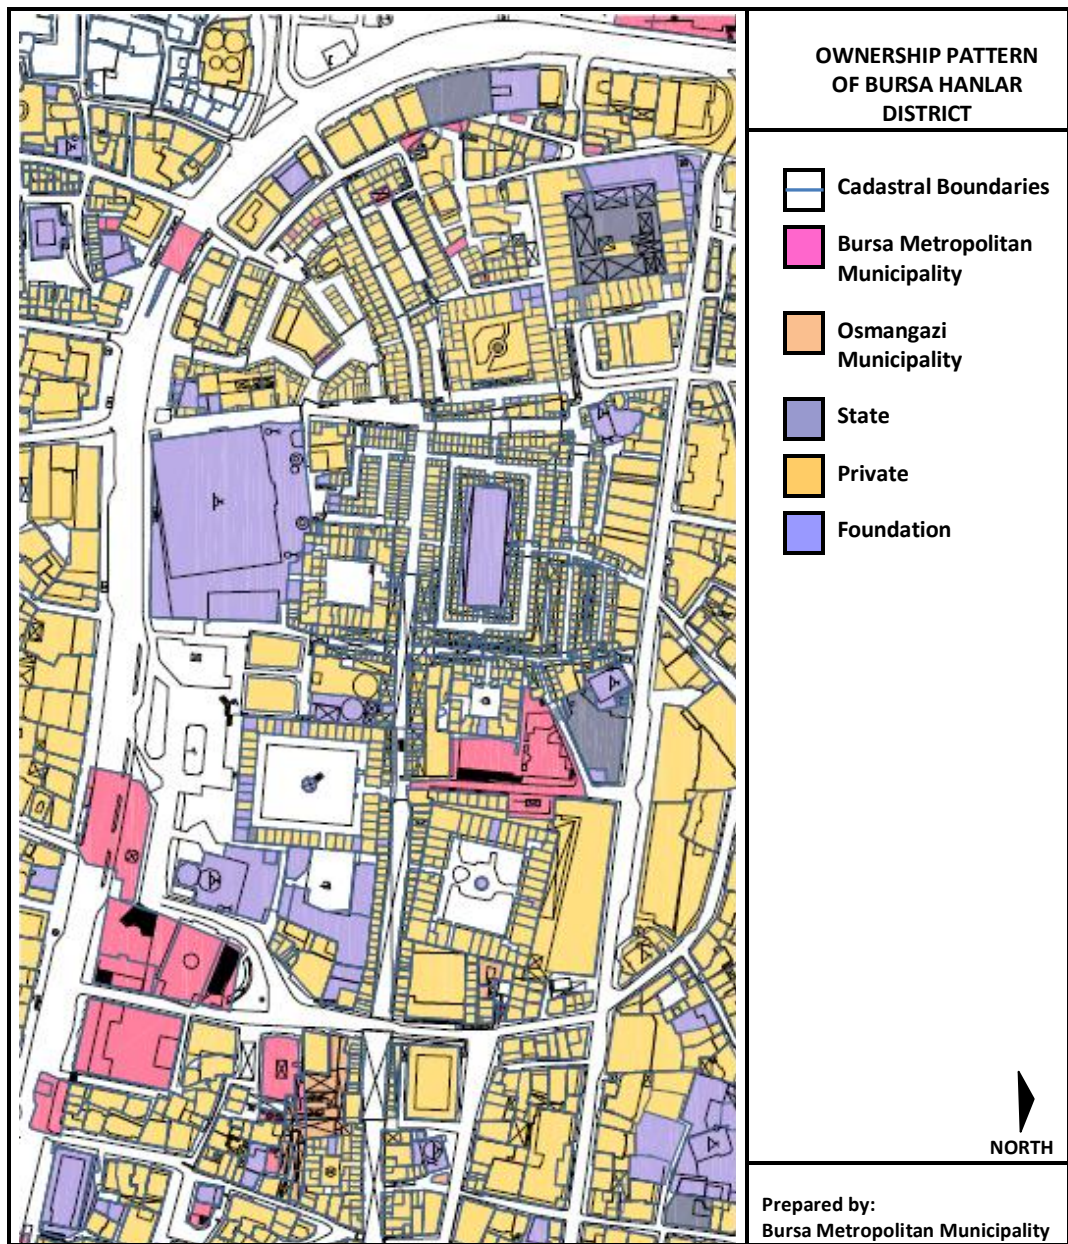 OWNERSHIP PATTERN
OF BURSA HANLAR
DISTRICT
Cadastral Boundaries
Bursa Metropolitan
Municipality
Osmangazi
Municipality
State
Private
Foundation
NORTH
Prepared by:
Bursa Metropolitan Municipality